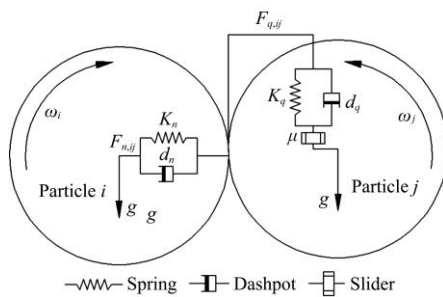 F_{q,ij}
ω_i
K_n
F_{n,ij}
d_n
Particle i
g
g
K_q
d_q
μ
ω_j
Particle j
g
Spring
Dashpot
Slider